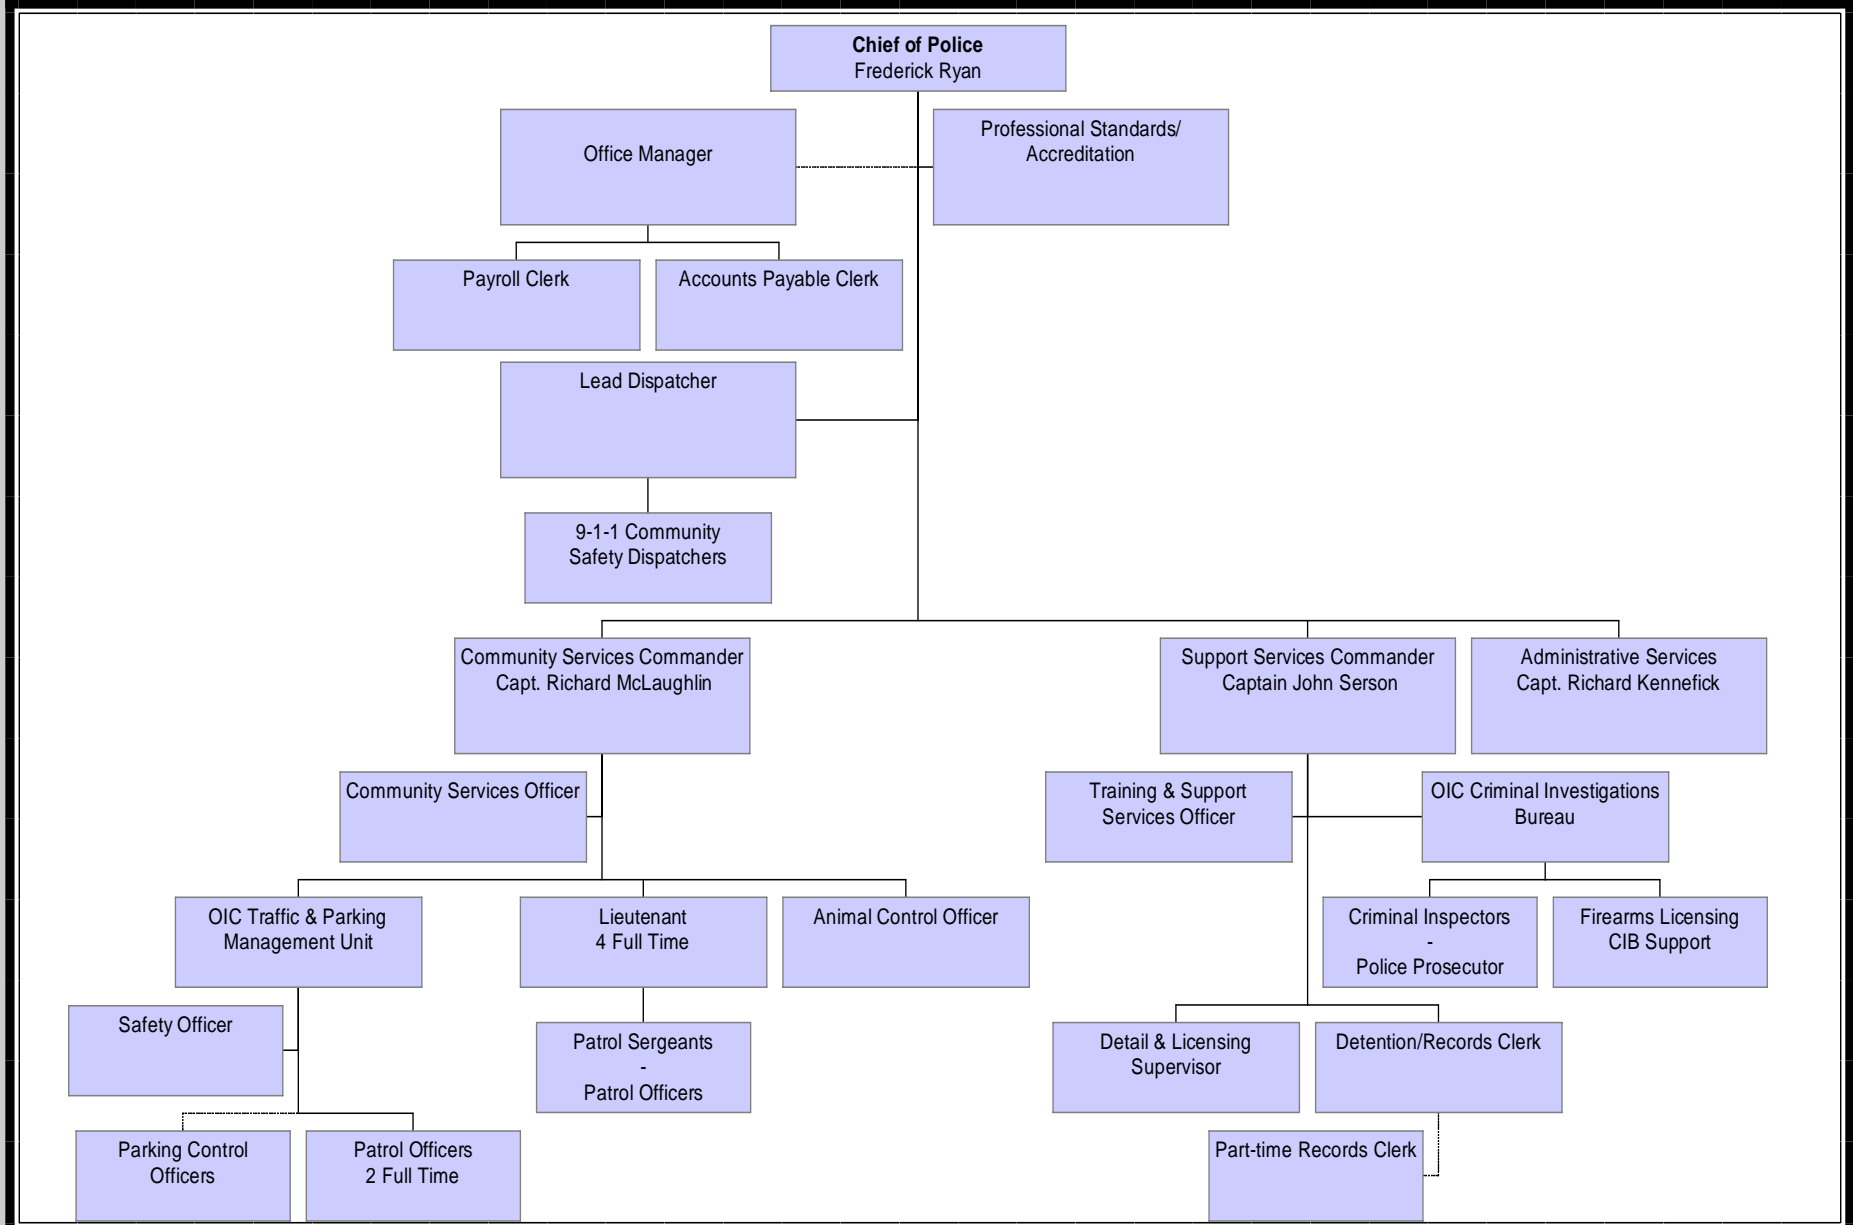 Chief of Police
Frederick Ryan
Office Manager
Professional Standards/
Accreditation
Payroll Clerk
Accounts Payable Clerk
Lead Dispatcher
9-1-1 Community
Safety Dispatchers
Community Services Commander
Capt. Richard McLaughlin
Support Services Commander
Captain John Serson
Administrative Services
Capt. Richard Kennefick
Community Services Officer
Training & Support
Services Officer
OIC Criminal Investigations
Bureau
OIC Traffic & Parking
Management Unit
Lieutenant
4 Full Time
Animal Control Officer
Criminal Inspectors
-
Police Prosecutor
Firearms Licensing
CIB Support
Safety Officer
Patrol Sergeants
-
Patrol Officers
Detail & Licensing
Supervisor
Detention/Records Clerk
Parking Control
Officers
Patrol Officers
2 Full Time
Part-time Records Clerk